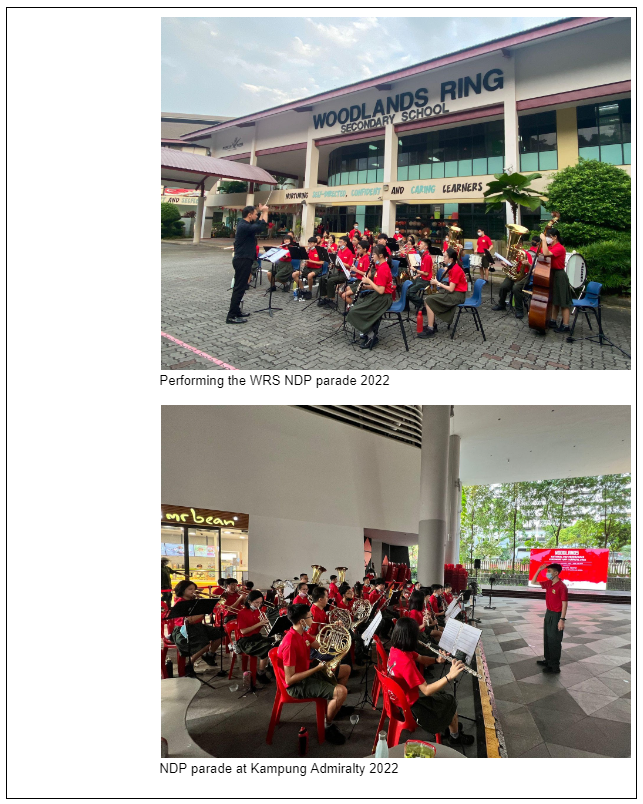 WOODLANDS RING
SECONDARY SCHOOL
NURTURING SELF-DIRECTED, CONFIDENT AND CARING LEARNERS
Performing the WRS NDP parade 2022
mr bean
WOODLANDS
NDP parade at Kampung Admiralty 2022